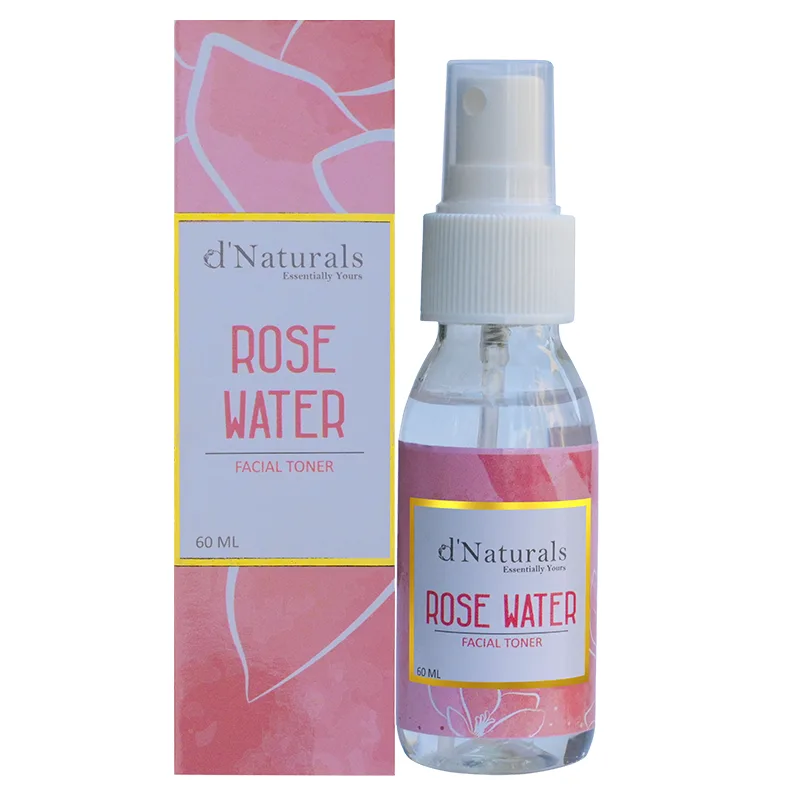 d'Naturals
Essentially Yours
ROSE
WATER
FACIAL TONER
60 ML
d'Naturals
Essentially Yours
ROSE WATER
FACIAL TONER
60 ML